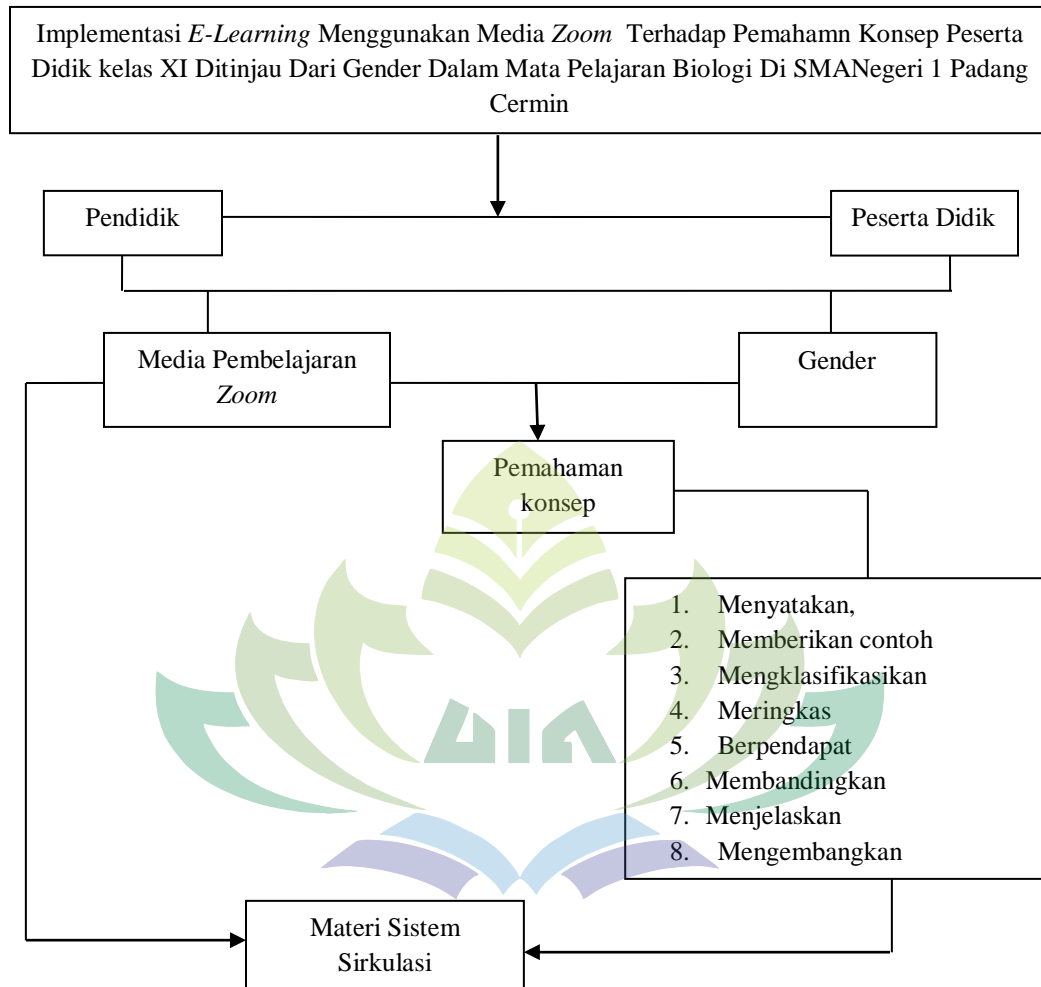 Implementasi E-Learning Menggunakan Media Zoom Terhadap Pemahamn Konsep Peserta
Didik kelas XI Ditinjau Dari Gender Dalam Mata Pelajaran Biologi Di SMANegeri 1 Padang
Cermin
Pendidik
Peserta Didik
Media Pembelajaran
Zoom
Gender
Pemahaman
konsep
1. Menyatakan,
2. Memberikan contoh
3. Mengklasifikasikan
4. Meringkas
5. Berpendapat
6. Membandingkan
7. Menjelaskan
8. Mengembangkan
UIN
Materi Sistem
Sirkulasi